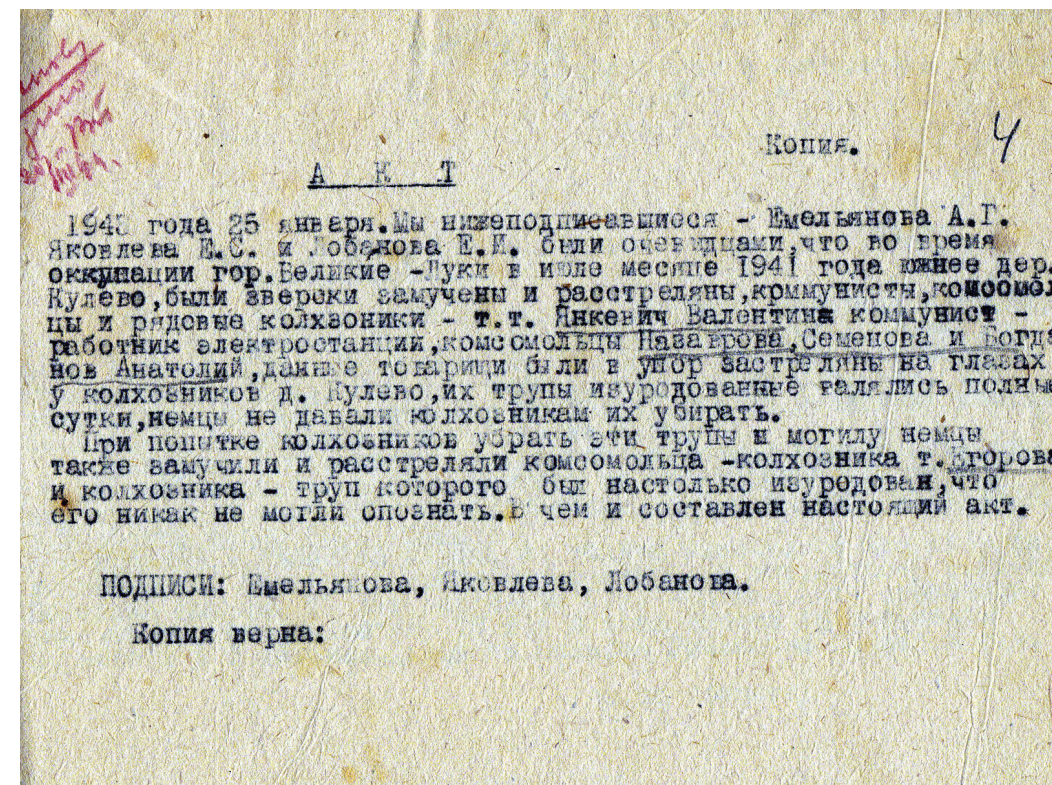 Копия. 4
А К Т
1943 года 25 января.Мы нижеподписавшиеся - Емельянова А.Г.
Яковлева Е.С. и Лобанова Е.И. были очевидцами,что во время
оккупации гор.Великие -Луки в июле месяце 1941 года южнее дер.
Кулево,были зверски замучены и расстреляны,коммунисты,комсомол
цы и рядовые колхозники - т.т. Янкевич Валентина коммунист -
работник электростанции,комсомольцы Назаврова,Семенова и Богда
нов Анатолий,данные товарищи были в упор застреляны на глазах
у колхозников д. Кулево,их трупы изуродованные валялись полные
сутки,немцы не давали колхозникам их убирать.
При попотке колхозников убрать эти трупы в могилу немцы
также замучили и расстреляли комсомольца -колхозника т.Егорова
и колхозника - труп которого был настолько изуродован,что
его никак не могли опознать.В чем и составлен настоящий акт.
ПОДПИСИ: Емельянова, Яковлева, Лобанова.
Копия верна: